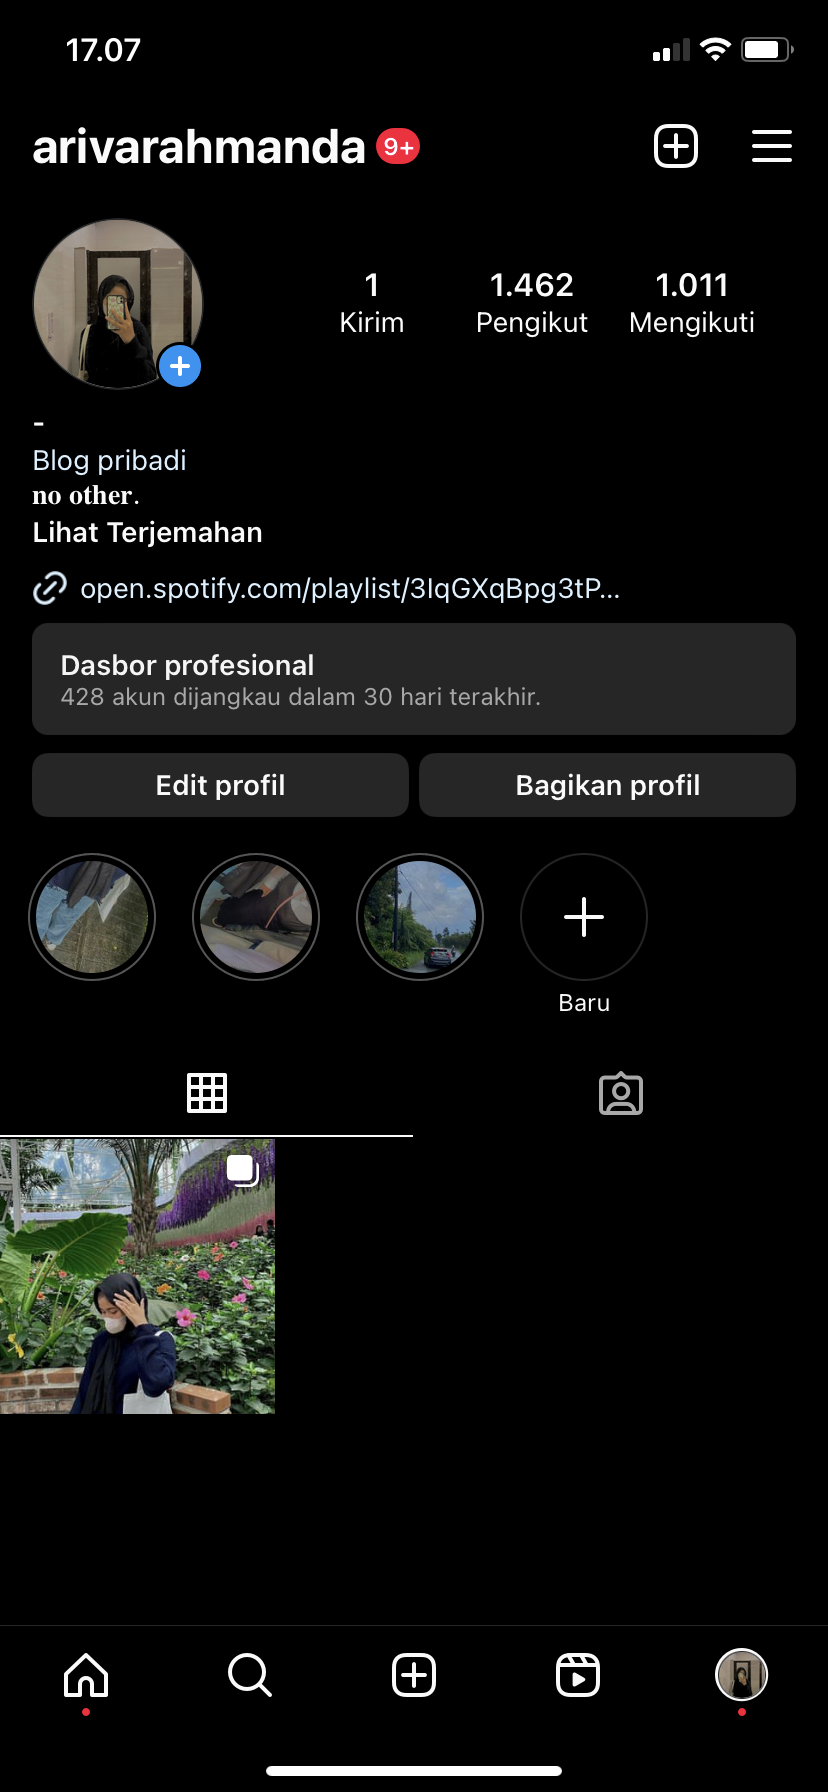 17.07
arivarahmanda 9+
1 1.462 1.011
Kirim Pengikut Mengikuti
-
Blog pribadi
no other.
Lihat Terjemahan
open.spotify.com/playlist/3IqGXqBpg3tP...
Dasbor profesional
428 akun dijangkau dalam 30 hari terakhir.
Edit profil Bagikan profil
Baru